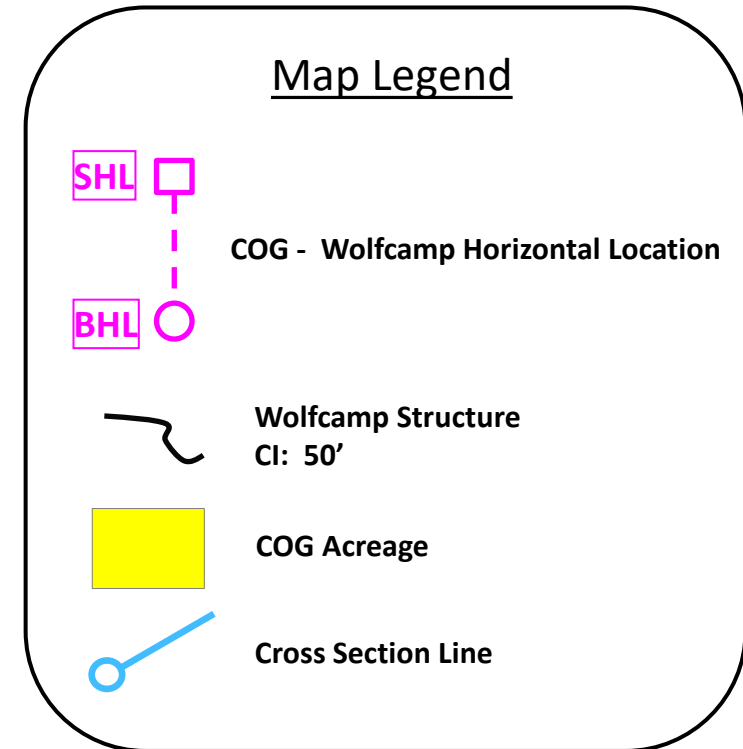 Map Legend
SHL
COG - Wolfcamp Horizontal Location
BHL
Wolfcamp Structure
CI: 50’
COG Acreage
Cross Section Line